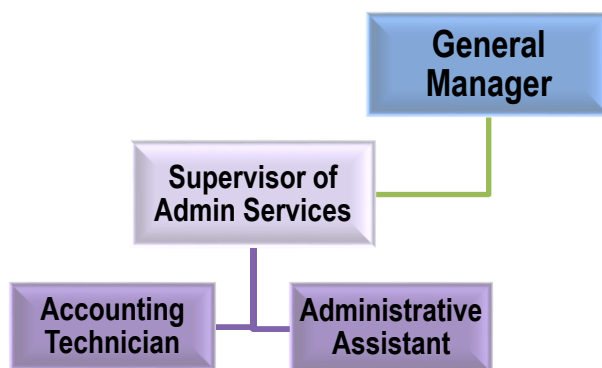 General
Manager
Supervisor of
Admin Services
Accounting
Technician
Administrative
Assistant